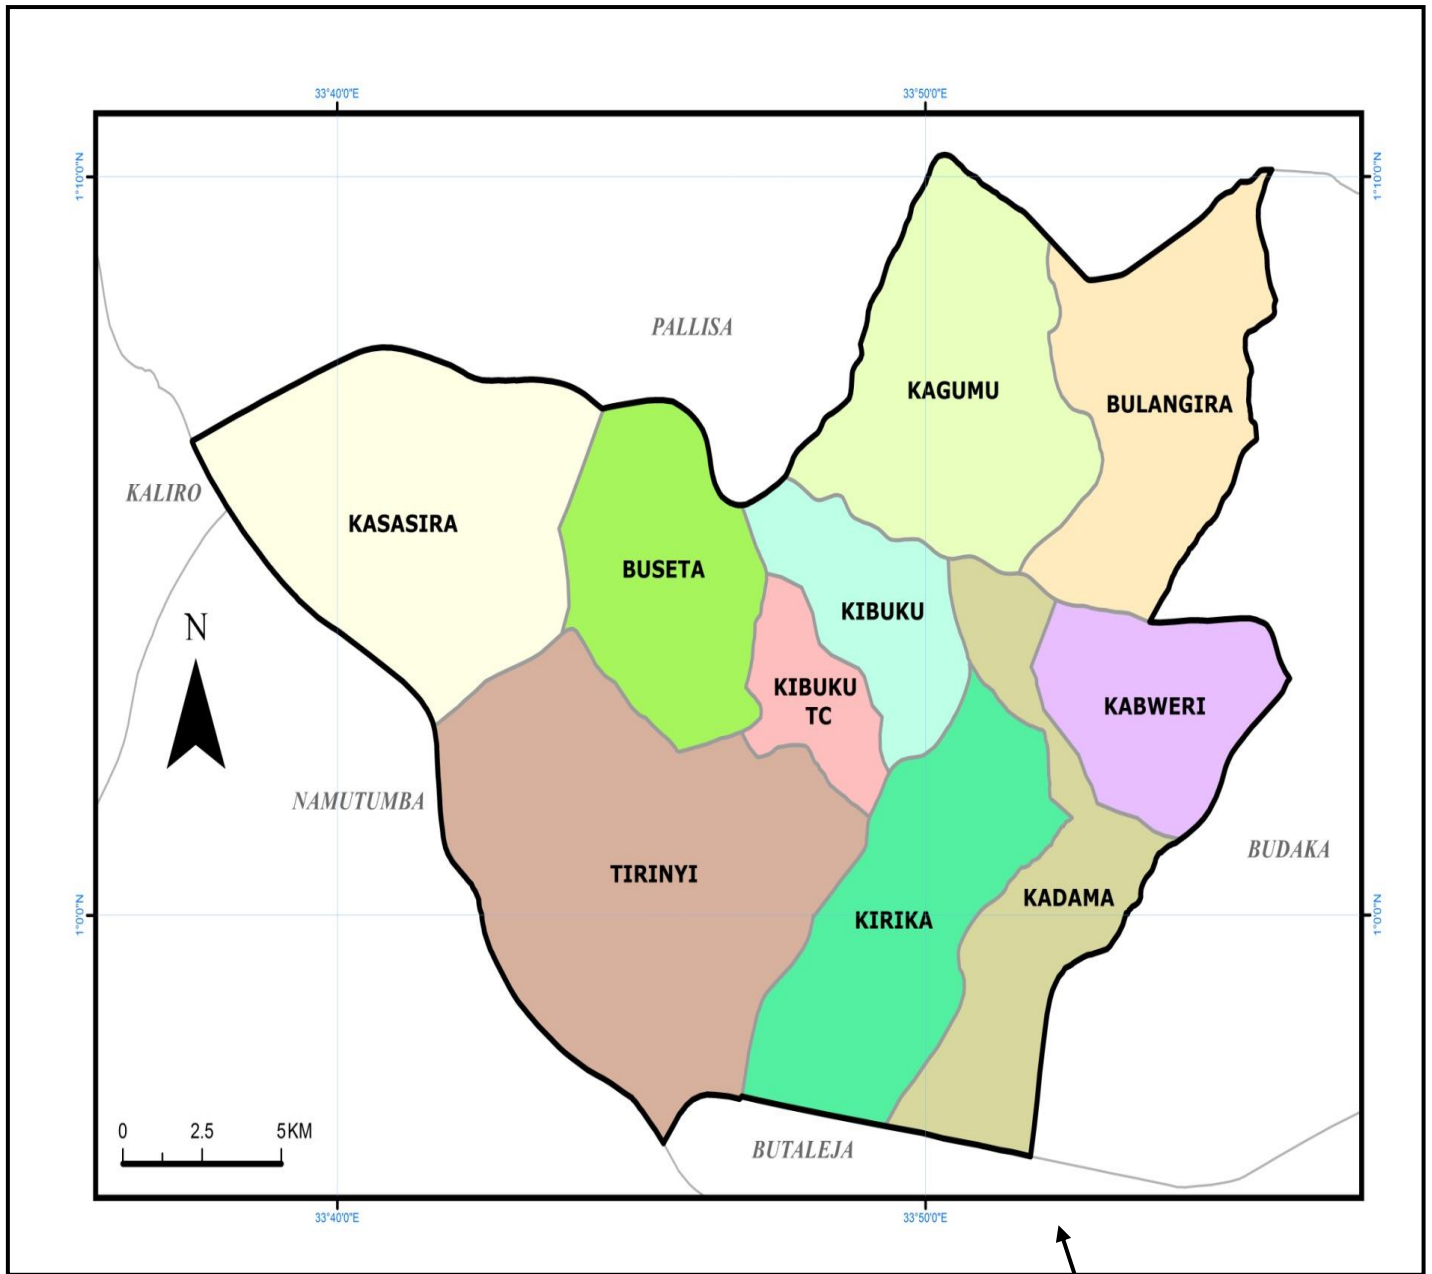 33°40'0"E
33°50'0"E
1°10'0"N
1°10'0"N
PALLISA
KAGUMU
BULANGIRA
KALIRO
KASASIRA
BUSETA
KIBUKU
N
KIBUKU
TC
KABWERI
NAMUTUMBA
BUDAKA
TIRINYI
KADAMA
KIRIKA
1°0'0"N
1°0'0"N
0 2.5 5KM
BUTALEJA
33°40'0"E
33°50'0"E